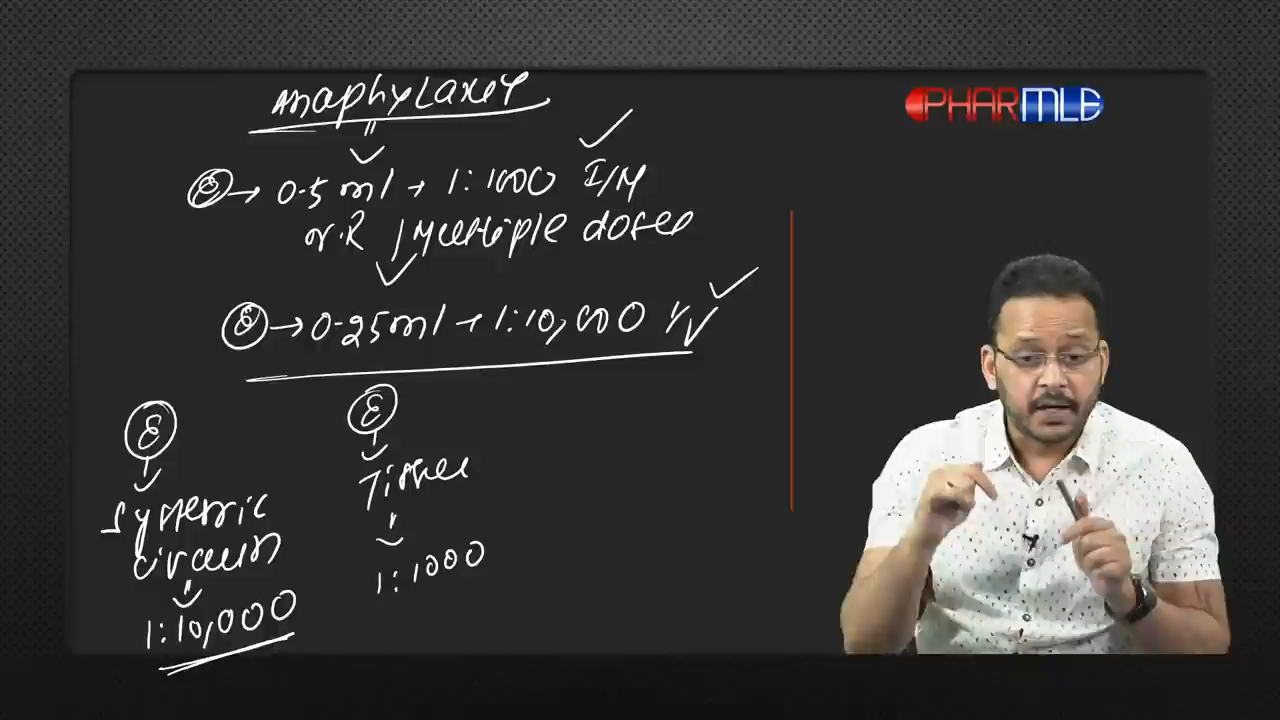 anaphylaxis
E → 0.5 ml → 1:1000 I/M
or. R / Multiple doses
E → 0.25 ml → 1:10,000 I/V
E
Systemic
circuln
1:10,000
E
Tissue
1:1000
PHARMLE